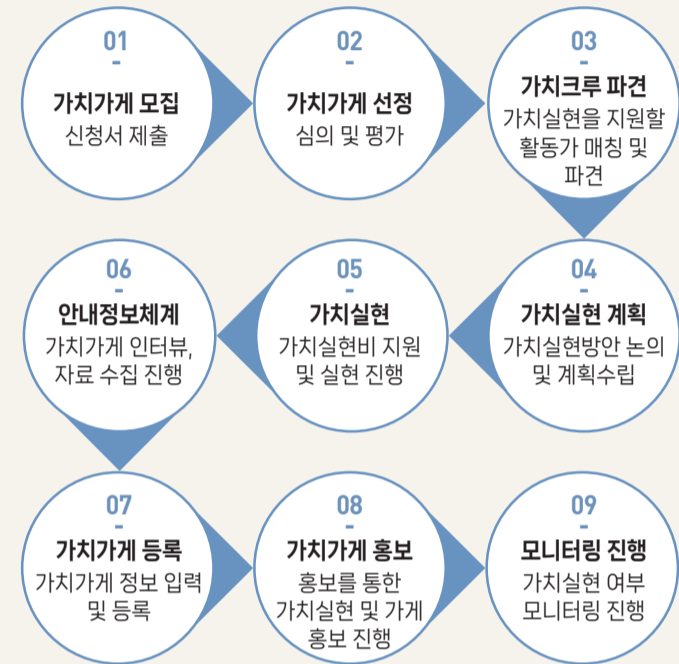 01
-
가치가게 모집
신청서 제출
02
-
가치가게 선정
심의 및 평가
03
-
가치크루 파견
가치실현을 지원할
활동가 매칭 및
파견
04
-
가치실현 계획
가치실현방안 논의
및 계획수립
05
-
가치실현
가치실현비 지원
및 실현 진행
06
-
안내정보체계
가치가게 인터뷰,
자료 수집 진행
07
-
가치가게 등록
가치가게 정보 입력
및 등록
08
-
가치가게 홍보
홍보를 통한
가치실현 및 가게
홍보 진행
09
-
모니터링 진행
가치실현 여부
모니터링 진행